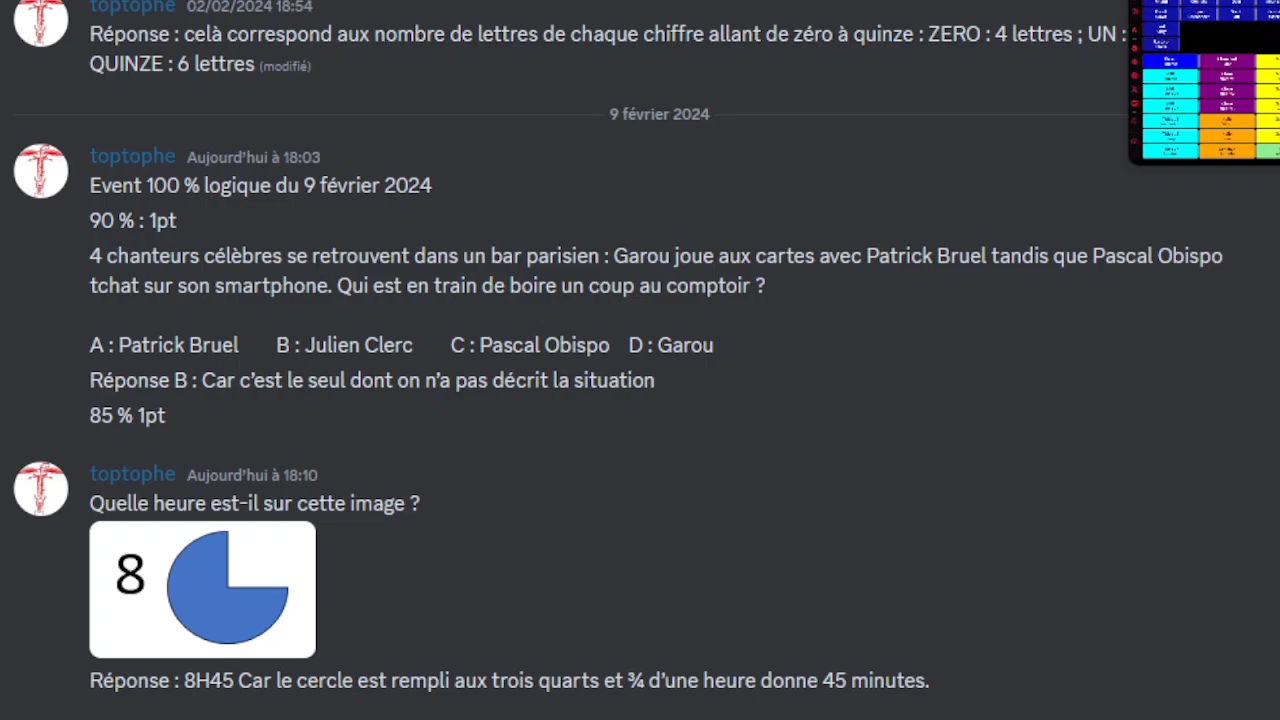 toptophe 02/02/2024 18:54
Réponse : celà correspond aux nombre de lettres de chaque chiffre allant de zéro à quinze : ZERO : 4 lettres ; UN :
QUINZE : 6 lettres (modifié)
9 février 2024
toptophe Aujourd'hui à 18:03
Event 100 % logique du 9 février 2024
90 % : 1pt
4 chanteurs célèbres se retrouvent dans un bar parisien : Garou joue aux cartes avec Patrick Bruel tandis que Pascal Obispo
tchat sur son smartphone. Qui est en train de boire un coup au comptoir ?
A : Patrick Bruel B : Julien Clerc C : Pascal Obispo D : Garou
Réponse B : Car c'est le seul dont on n'a pas décrit la situation
85 % 1pt
toptophe Aujourd'hui à 18:10
Quelle heure est-il sur cette image ?
8
Réponse : 8H45 Car le cercle est rempli aux trois quarts et ¾ d'une heure donne 45 minutes.